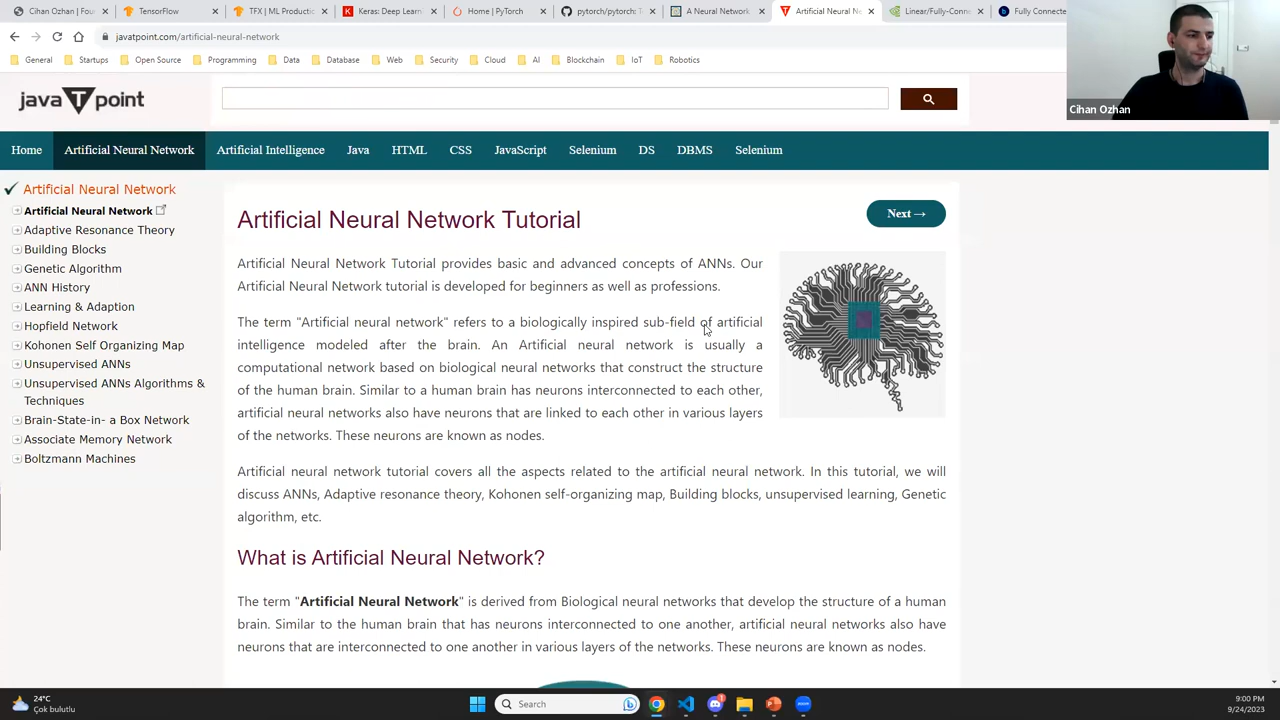 Cihan Ozhan | Foun
TensorFlow
TFX | ML Production
Keras: Deep Learn
Home | PyTorch
pytorch/pytorch: T
A Neural Network
Artificial Neural N
Linear/Fully-Conn
Fully Connecte
javatpoint.com/artificial-neural-network
General
Startups
Open Source
Programming
Data
Database
Web
Security
Cloud
AI
Blockchain
IoT
Robotics
Cihan Ozhan
java T point
Home
Artificial Neural Network
Artificial Intelligence
Java
HTML
CSS
JavaScript
Selenium
DS
DBMS
Selenium
Artificial Neural Network
Artificial Neural Network
Adaptive Resonance Theory
Building Blocks
Genetic Algorithm
ANN History
Learning & Adaption
Hopfield Network
Kohonen Self Organizing Map
Unsupervised ANNs
Unsupervised ANNs Algorithms &
Techniques
Brain-State-in- a Box Network
Associate Memory Network
Boltzmann Machines
Artificial Neural Network Tutorial
Next →
Artificial Neural Network Tutorial provides basic and advanced concepts of ANNs. Our
Artificial Neural Network tutorial is developed for beginners as well as professions.
The term "Artificial neural network" refers to a biologically inspired sub-field of artificial
intelligence modeled after the brain. An Artificial neural network is usually a
computational network based on biological neural networks that construct the structure
of the human brain. Similar to a human brain has neurons interconnected to each other,
artificial neural networks also have neurons that are linked to each other in various layers
of the networks. These neurons are known as nodes.
Artificial neural network tutorial covers all the aspects related to the artificial neural network. In this tutorial, we will
discuss ANNs, Adaptive resonance theory, Kohonen self-organizing map, Building blocks, unsupervised learning, Genetic
algorithm, etc.
What is Artificial Neural Network?
The term "Artificial Neural Network" is derived from Biological neural networks that develop the structure of a human
brain. Similar to the human brain that has neurons interconnected to one another, artificial neural networks also have
neurons that are interconnected to one another in various layers of the networks. These neurons are known as nodes.
24°C
Çok bulutlu
Search
9:00 PM
9/24/2023